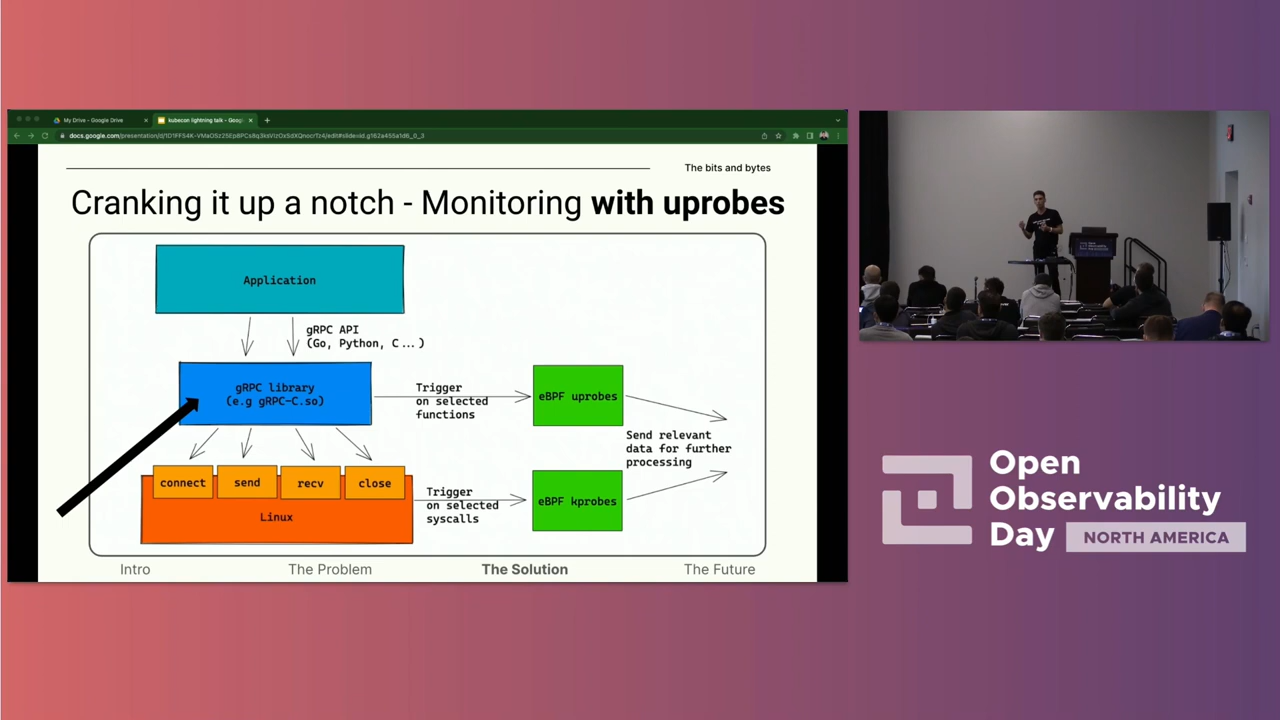 My Drive - Google Drive
kubecon lightning talk - Goog
The bits and bytes
Cranking it up a notch - Monitoring with uprobes
Application
gRPC API
(Go, Python, C...)
gRPC library
(e.g gRPC-C.so)
Trigger
on selected
functions
eBPF uprobes
Send relevant
data for further
processing
connect
send
recv
close
Linux
Trigger
on selected
syscalls
eBPF kprobes
Intro
The Problem
The Solution
The Future
Open
Observability
Day
NORTH AMERICA